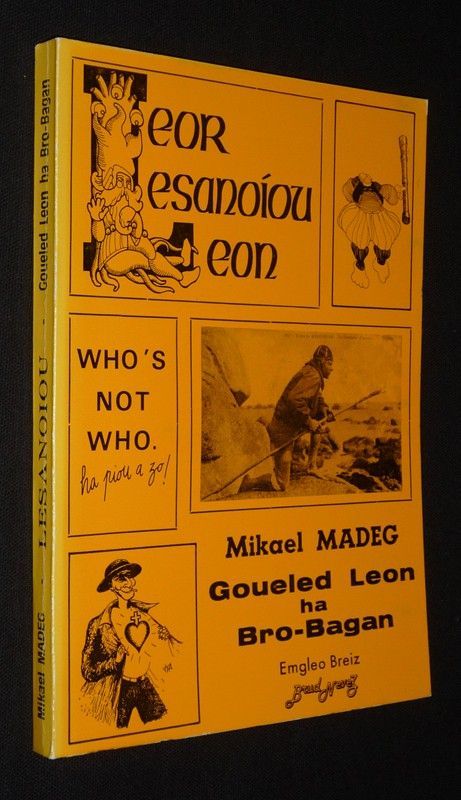 Leor
Lesanoíou
Leon
WHO'S
NOT
WHO.
ha piou a zo!
Mikael MADEG
Goueled Leon
ha
Bro-Bagan
Emgleo Breiz
Brud Nevez
Mikael MADEG - LESANOIOU - Goueled Leon ha Bro-Bagan